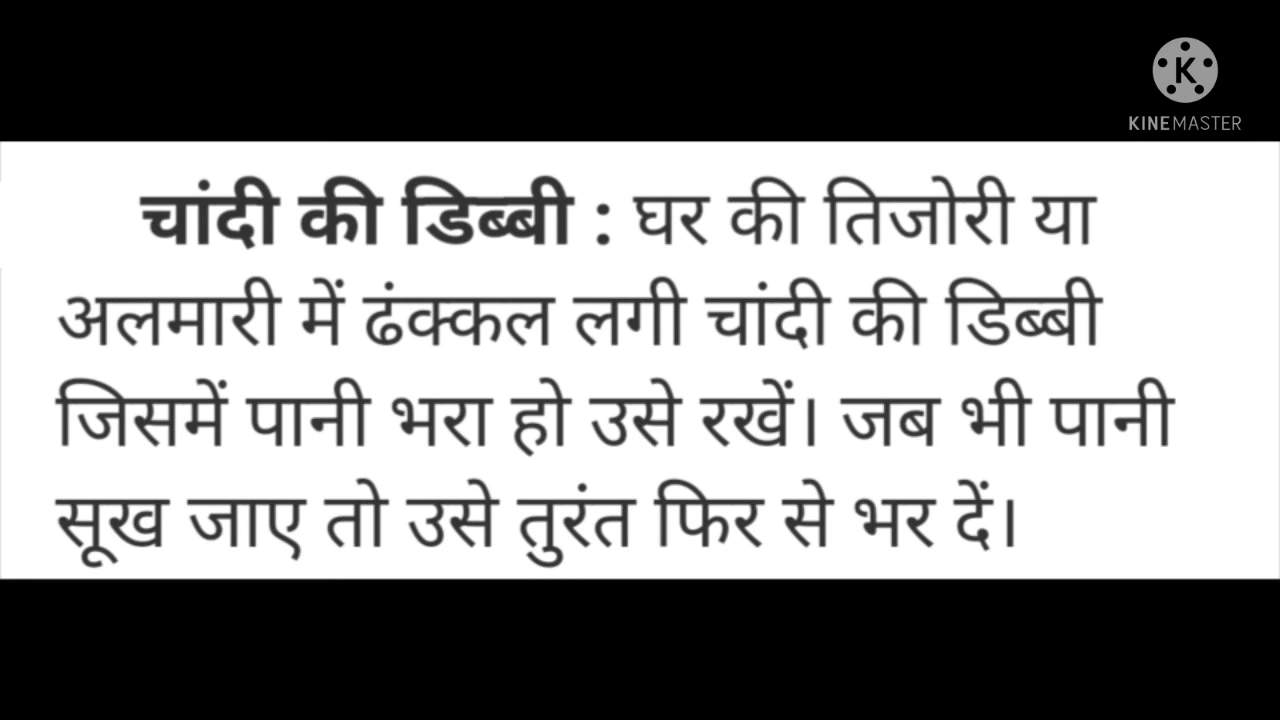 KINEMASTER
चांदी की डिब्बी : घर की तिजोरी या
अलमारी में ढंक्कल लगी चांदी की डिब्बी
जिसमें पानी भरा हो उसे रखें। जब भी पानी
सूख जाए तो उसे तुरंत फिर से भर दें।